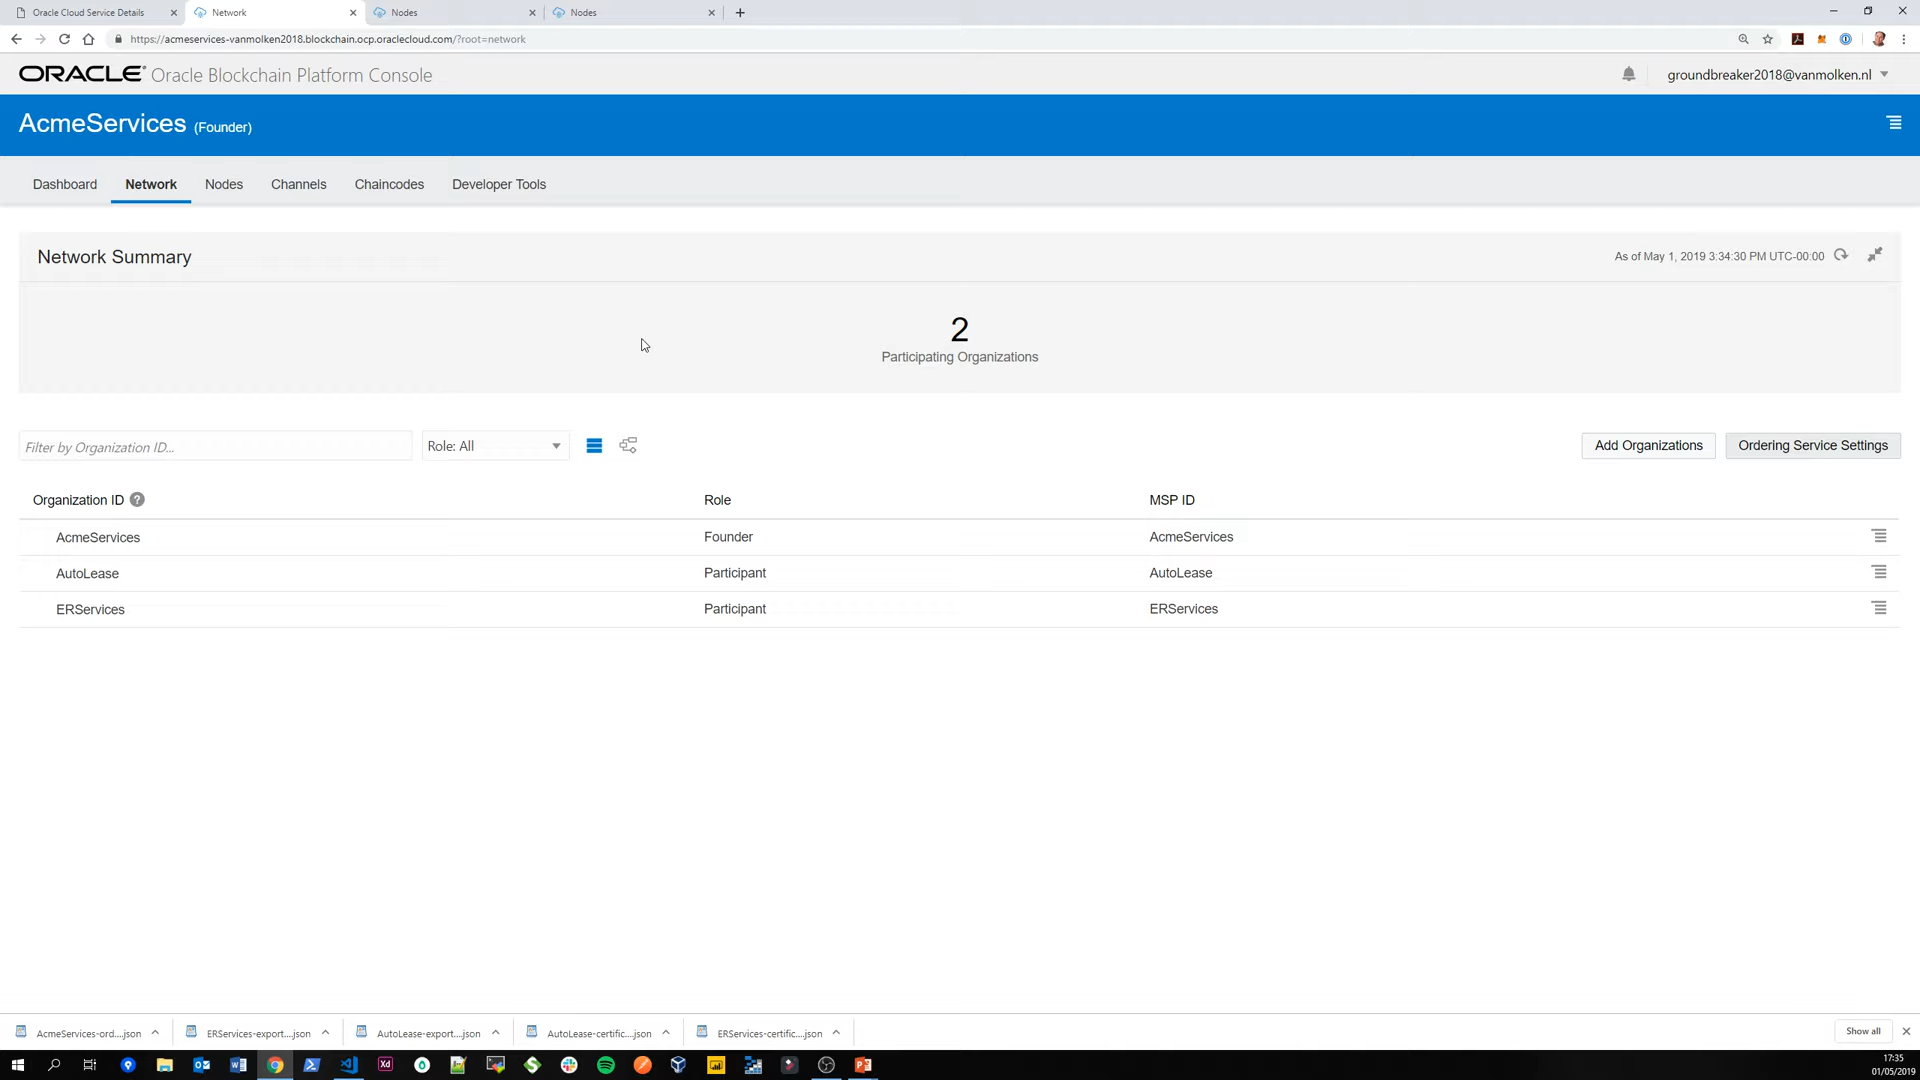 Oracle Cloud Service Details
Network
Nodes
Nodes
https://acmeservices-vanmolken2018.blockchain.ocp.oraclecloud.com/?root=network
ORACLE Oracle Blockchain Platform Console
groundbreaker2018@vanmolken.nl
AcmeServices (Founder)
Dashboard
Network
Nodes
Channels
Chaincodes
Developer Tools
Network Summary
As of May 1, 2019 3:34:30 PM UTC-00:00
2
Participating Organizations
Filter by Organization ID...
Role: All
Add Organizations
Ordering Service Settings
Organization ID ? Role MSP ID
AcmeServices Founder AcmeServices
AutoLease Participant AutoLease
ERServices Participant ERServices
AcmeServices-ord....json
ERServices-export....json
AutoLease-export....json
AutoLease-certific....json
ERServices-certific....json
Show all
17:35
01/05/2019